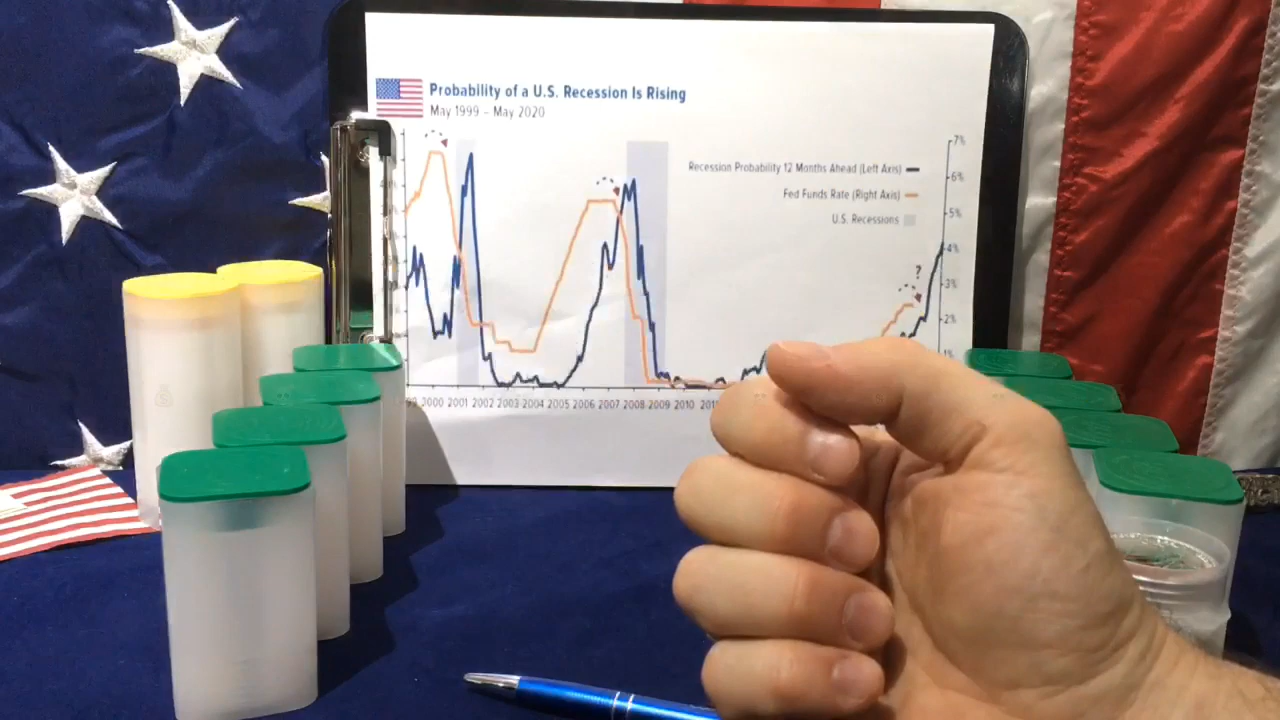 Probability of a U.S. Recession Is Rising
May 1999 – May 2020
7%
Recession Probability 12 Months Ahead (Left Axis)
6%
Fed Funds Rate (Right Axis)
5%
U.S. Recessions
4%
?
3%
2%
1%
99 2000 2001 2002 2003 2004 2005 2006 2007 2008 2009 2010 201